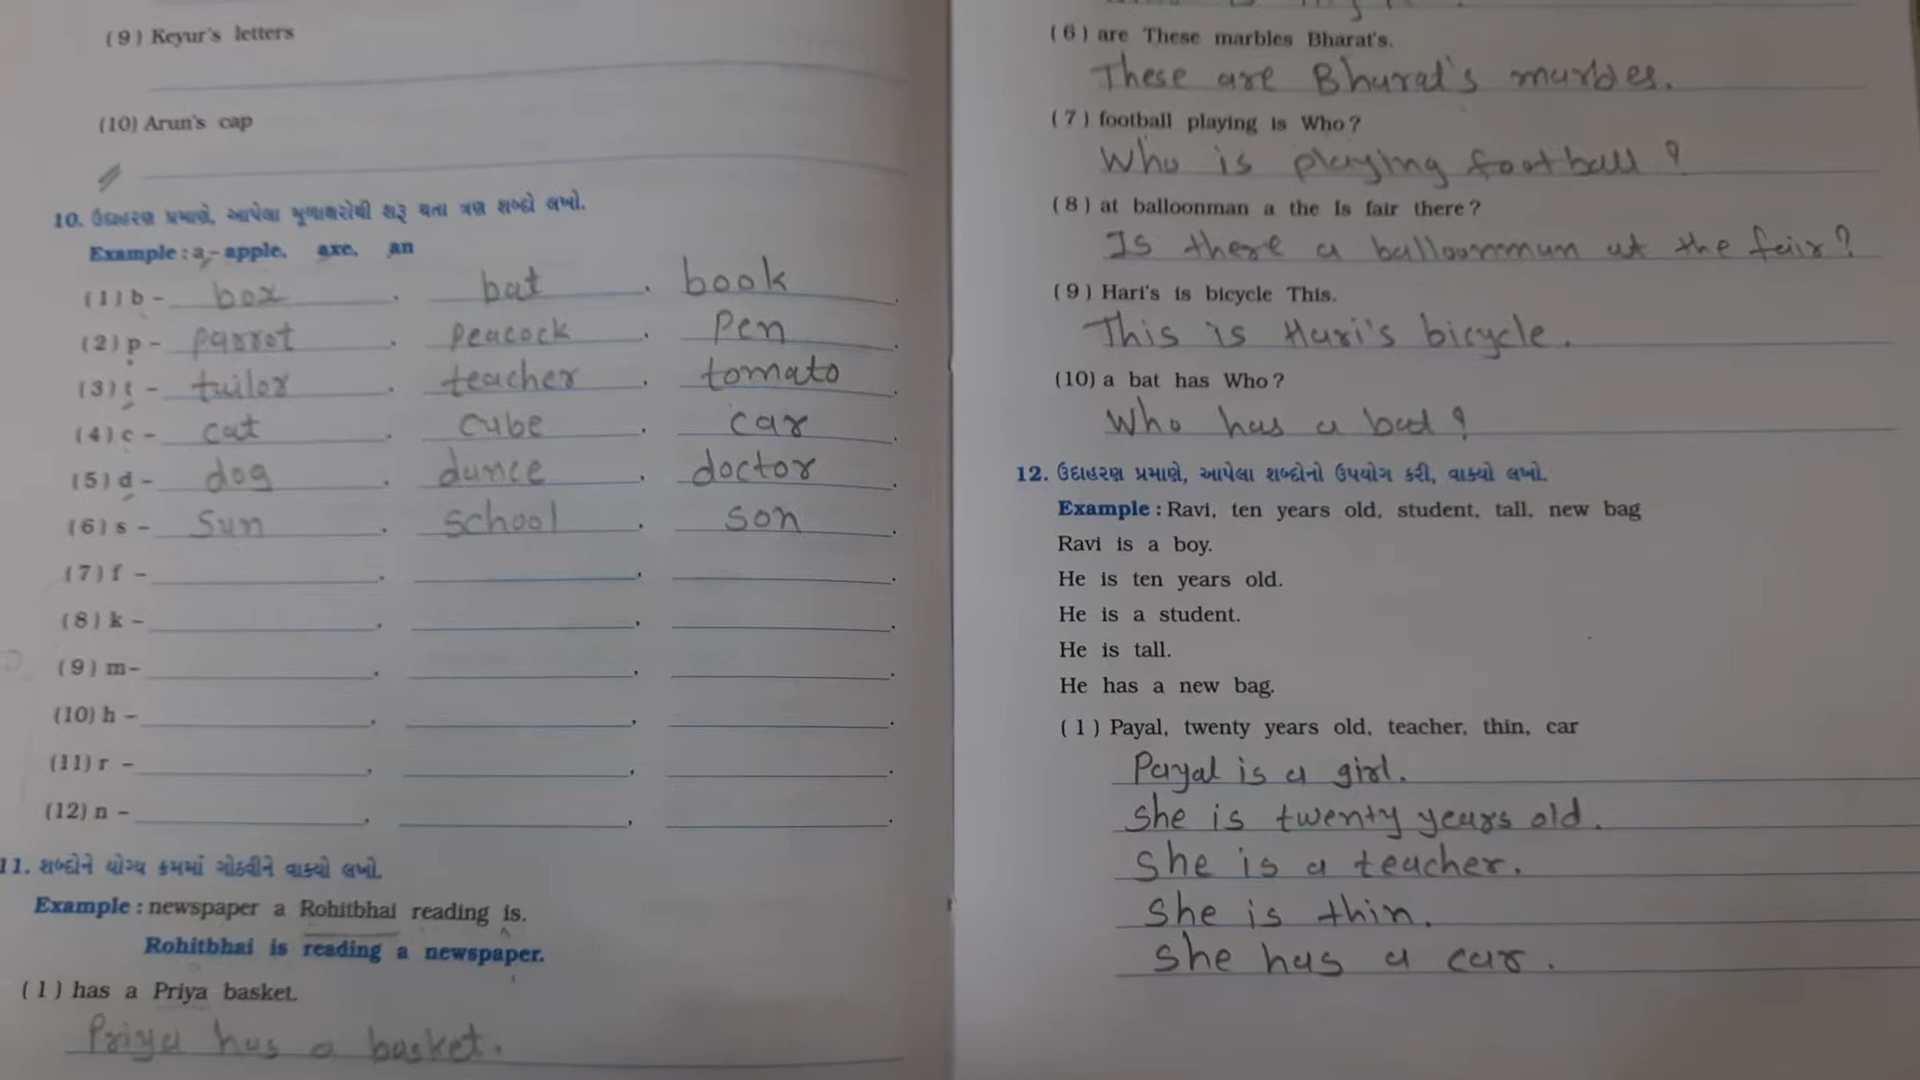 (9) Keyur's letters
(10) Arun's cap
10. ઉદાહરણ પ્રમાણે, આપેલા મૂળાક્ષરોથી શરૂ થતા ત્રણ શબ્દો લખો.
Example : a - apple, axe, an
(1) b - box, bat, book.
(2) p - parrot, peacock, pen.
(3) t - tailor, teacher, tomato.
(4) c - cat, cube, car.
(5) d - dog, dance, doctor.
(6) s - sun, school, son.
(7) f - , , .
(8) k - , , .
(9) m- , , .
(10) h - , , .
(11) r - , , .
(12) n - , , .
11. શબ્દોને યોગ્ય ક્રમમાં ગોઠવીને વાક્યો લખો.
Example : newspaper a Rohitbhai reading is.
Rohitbhai is reading a newspaper.
(1) has a Priya basket.
Priya has a basket.
(6) are These marbles Bharat's.
These are Bharat's marbles.
(7) football playing is Who?
Who is playing football?
(8) at balloonman a the Is fair there?
Is there a balloonman at the fair?
(9) Hari's is bicycle This.
This is Hari's bicycle.
(10) a bat has Who?
Who has a bat?
12. ઉદાહરણ પ્રમાણે, આપેલા શબ્દોનો ઉપયોગ કરી, વાક્યો લખો.
Example : Ravi, ten years old, student, tall, new bag
Ravi is a boy.
He is ten years old.
He is a student.
He is tall.
He has a new bag.
(1) Payal, twenty years old, teacher, thin, car
Payal is a girl.
She is twenty years old.
She is a teacher.
She is thin.
She has a car.